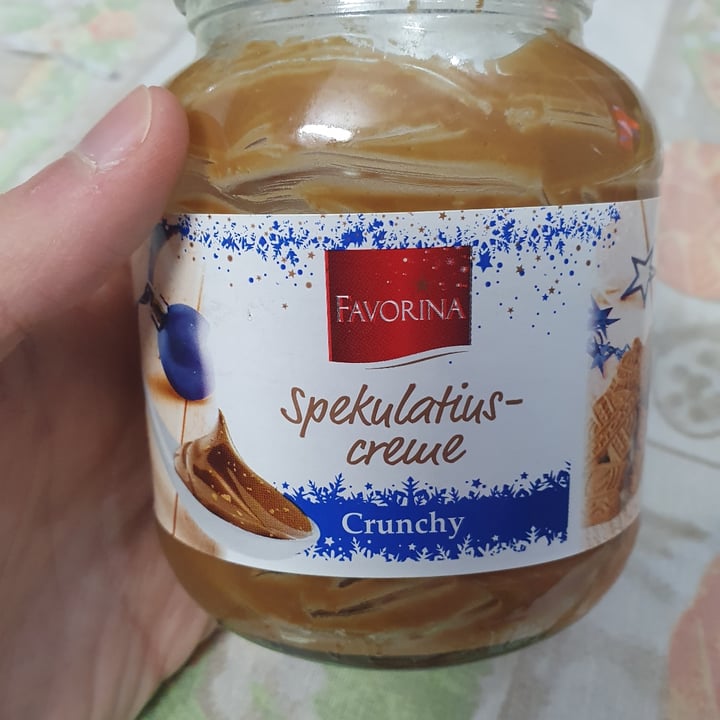 FAVORINA
Spekulatius-
creme
Crunchy